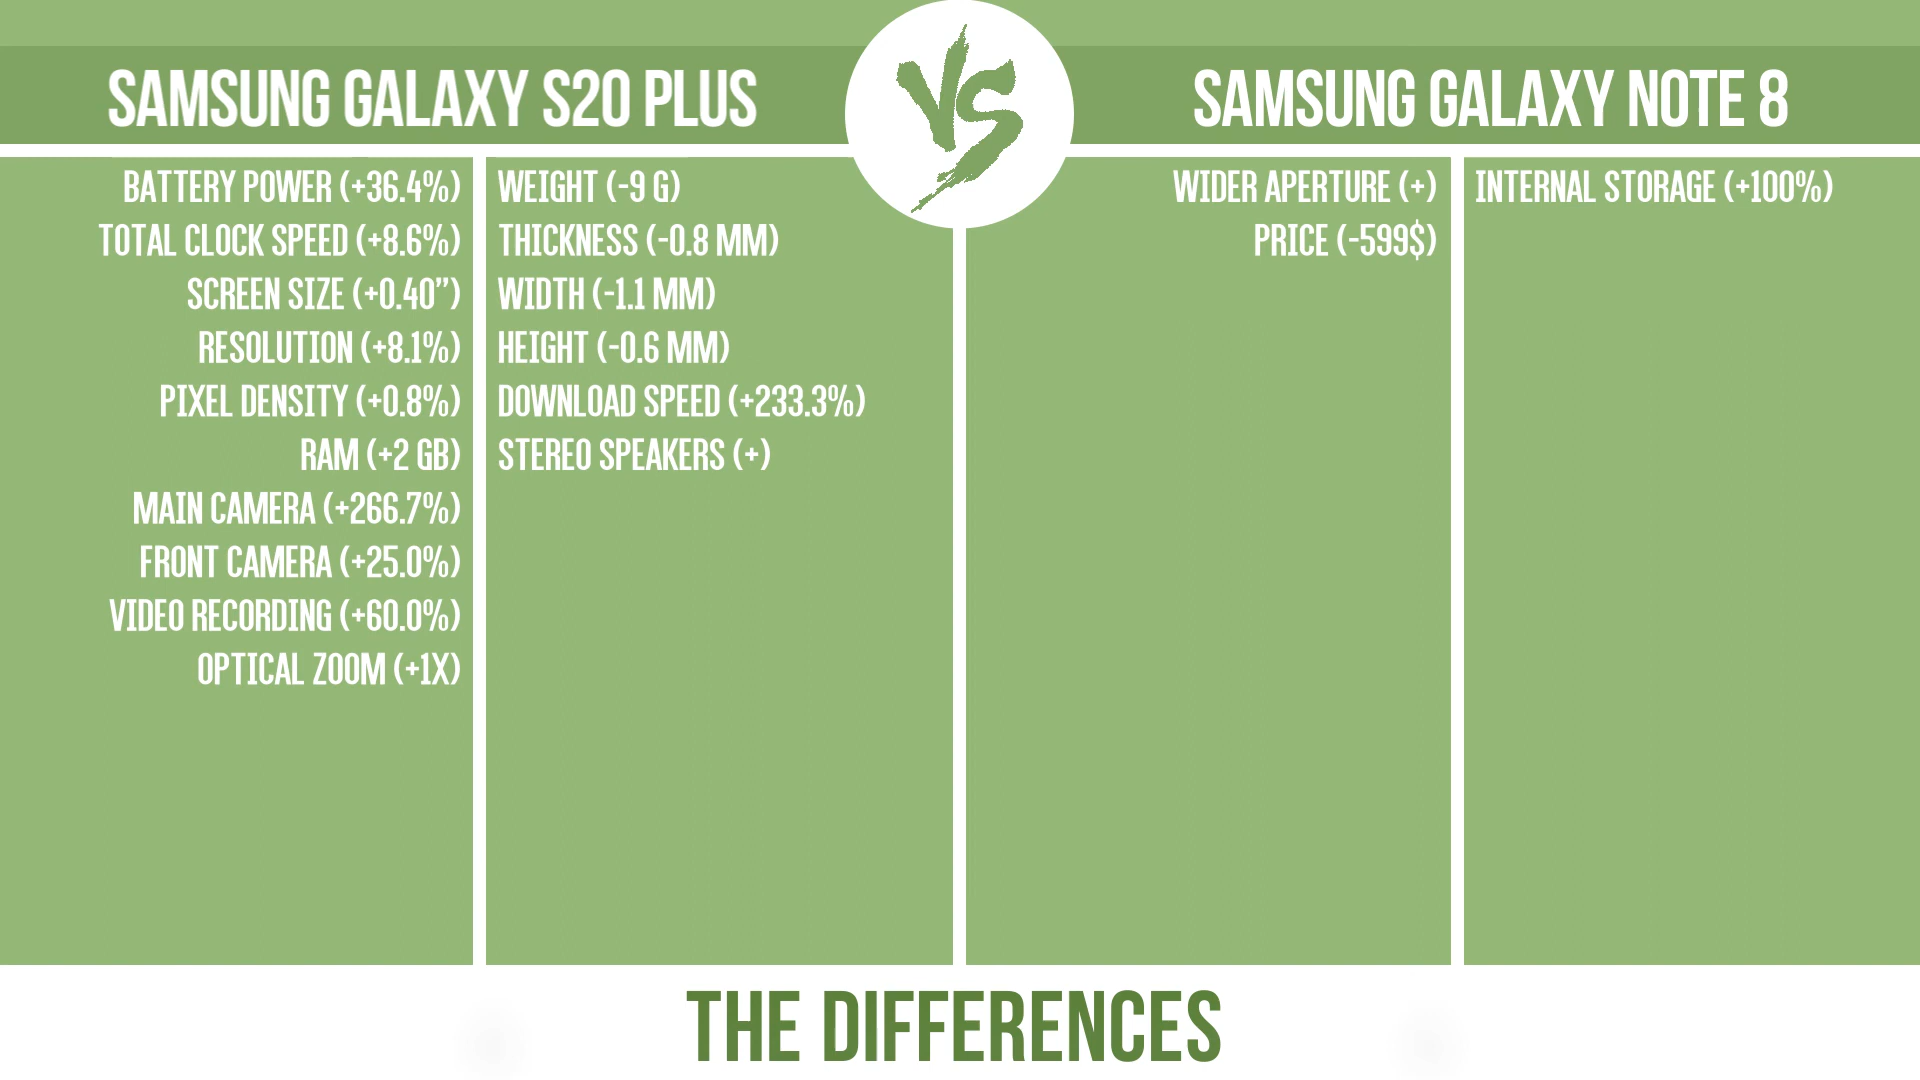 SAMSUNG GALAXY S20 PLUS
VS
SAMSUNG GALAXY NOTE 8
BATTERY POWER (+36.4%)
TOTAL CLOCK SPEED (+8.6%)
SCREEN SIZE (+0.40”)
RESOLUTION (+8.1%)
PIXEL DENSITY (+0.8%)
RAM (+2 GB)
MAIN CAMERA (+266.7%)
FRONT CAMERA (+25.0%)
VIDEO RECORDING (+60.0%)
OPTICAL ZOOM (+1X)
WEIGHT (-9 G)
THICKNESS (-0.8 MM)
WIDTH (-1.1 MM)
HEIGHT (-0.6 MM)
DOWNLOAD SPEED (+233.3%)
STEREO SPEAKERS (+)
WIDER APERTURE (+)
PRICE (-599$)
INTERNAL STORAGE (+100%)
THE DIFFERENCES